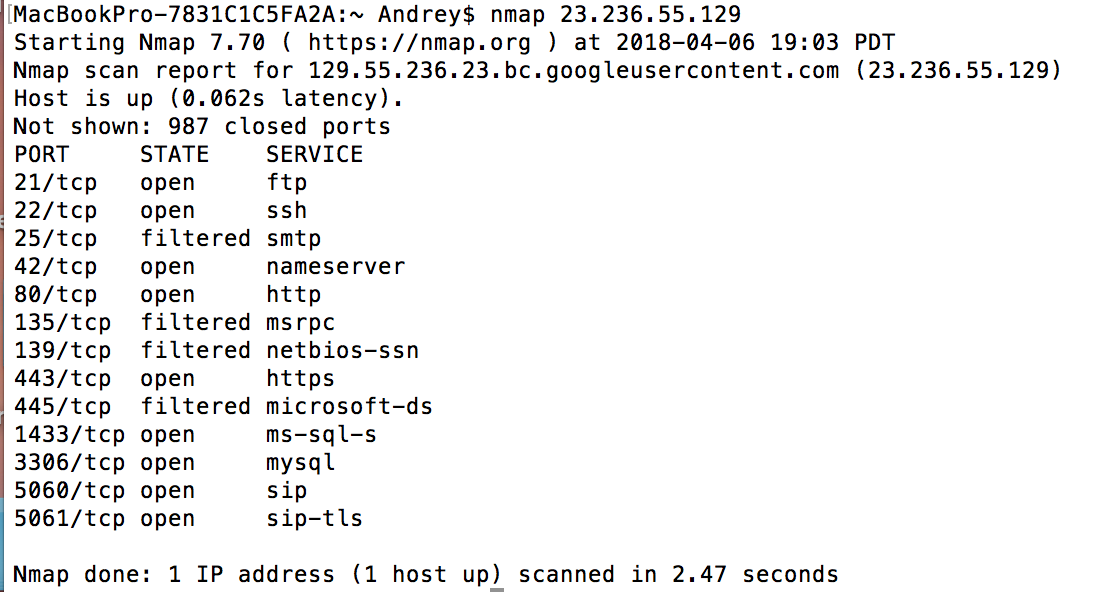 [MacBookPro-7831C1C5FA2A:~ Andrey$ nmap 23.236.55.129
Starting Nmap 7.70 ( https://nmap.org ) at 2018-04-06 19:03 PDT
Nmap scan report for 129.55.236.23.bc.googleusercontent.com (23.236.55.129)
Host is up (0.062s latency).
Not shown: 987 closed ports
PORT     STATE    SERVICE
21/tcp   open     ftp
22/tcp   open     ssh
25/tcp   filtered smtp
42/tcp   open     nameserver
80/tcp   open     http
135/tcp  filtered msrpc
139/tcp  filtered netbios-ssn
443/tcp  open     https
445/tcp  filtered microsoft-ds
1433/tcp open     ms-sql-s
3306/tcp open     mysql
5060/tcp open     sip
5061/tcp open     sip-tls
Nmap done: 1 IP address (1 host up) scanned in 2.47 seconds